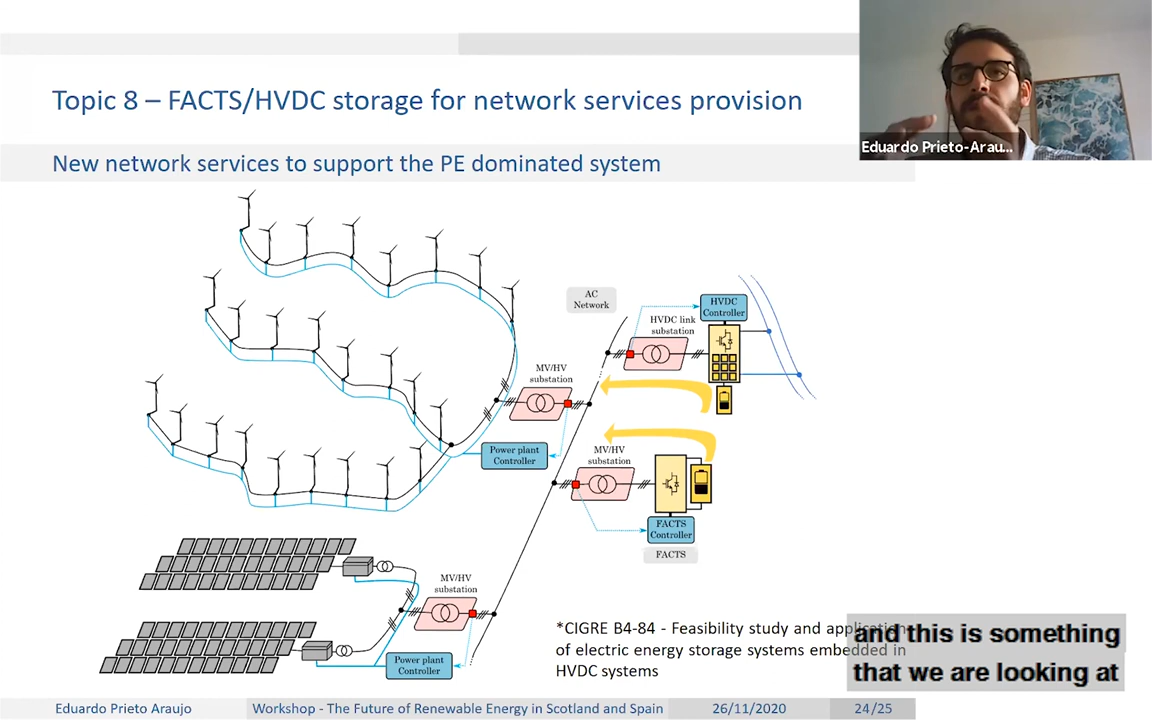 Topic 8 – FACTS/HVDC storage for network services provision
Eduardo Prieto-Arau...
New network services to support the PE dominated system
AC
Network
HVDC
Controller
HVDC link
substation
MV/HV
substation
Power plant
Controller
MV/HV
substation
FACTS
Controller
FACTS
MV/HV
substation
Power plant
Controller
*CIGRE B4-84 - Feasibility study and application
of electric energy storage systems embedded in
HVDC systems
and this is something
that we are looking at
Eduardo Prieto Araujo
Workshop - The Future of Renewable Energy in Scotland and Spain
26/11/2020
24/25